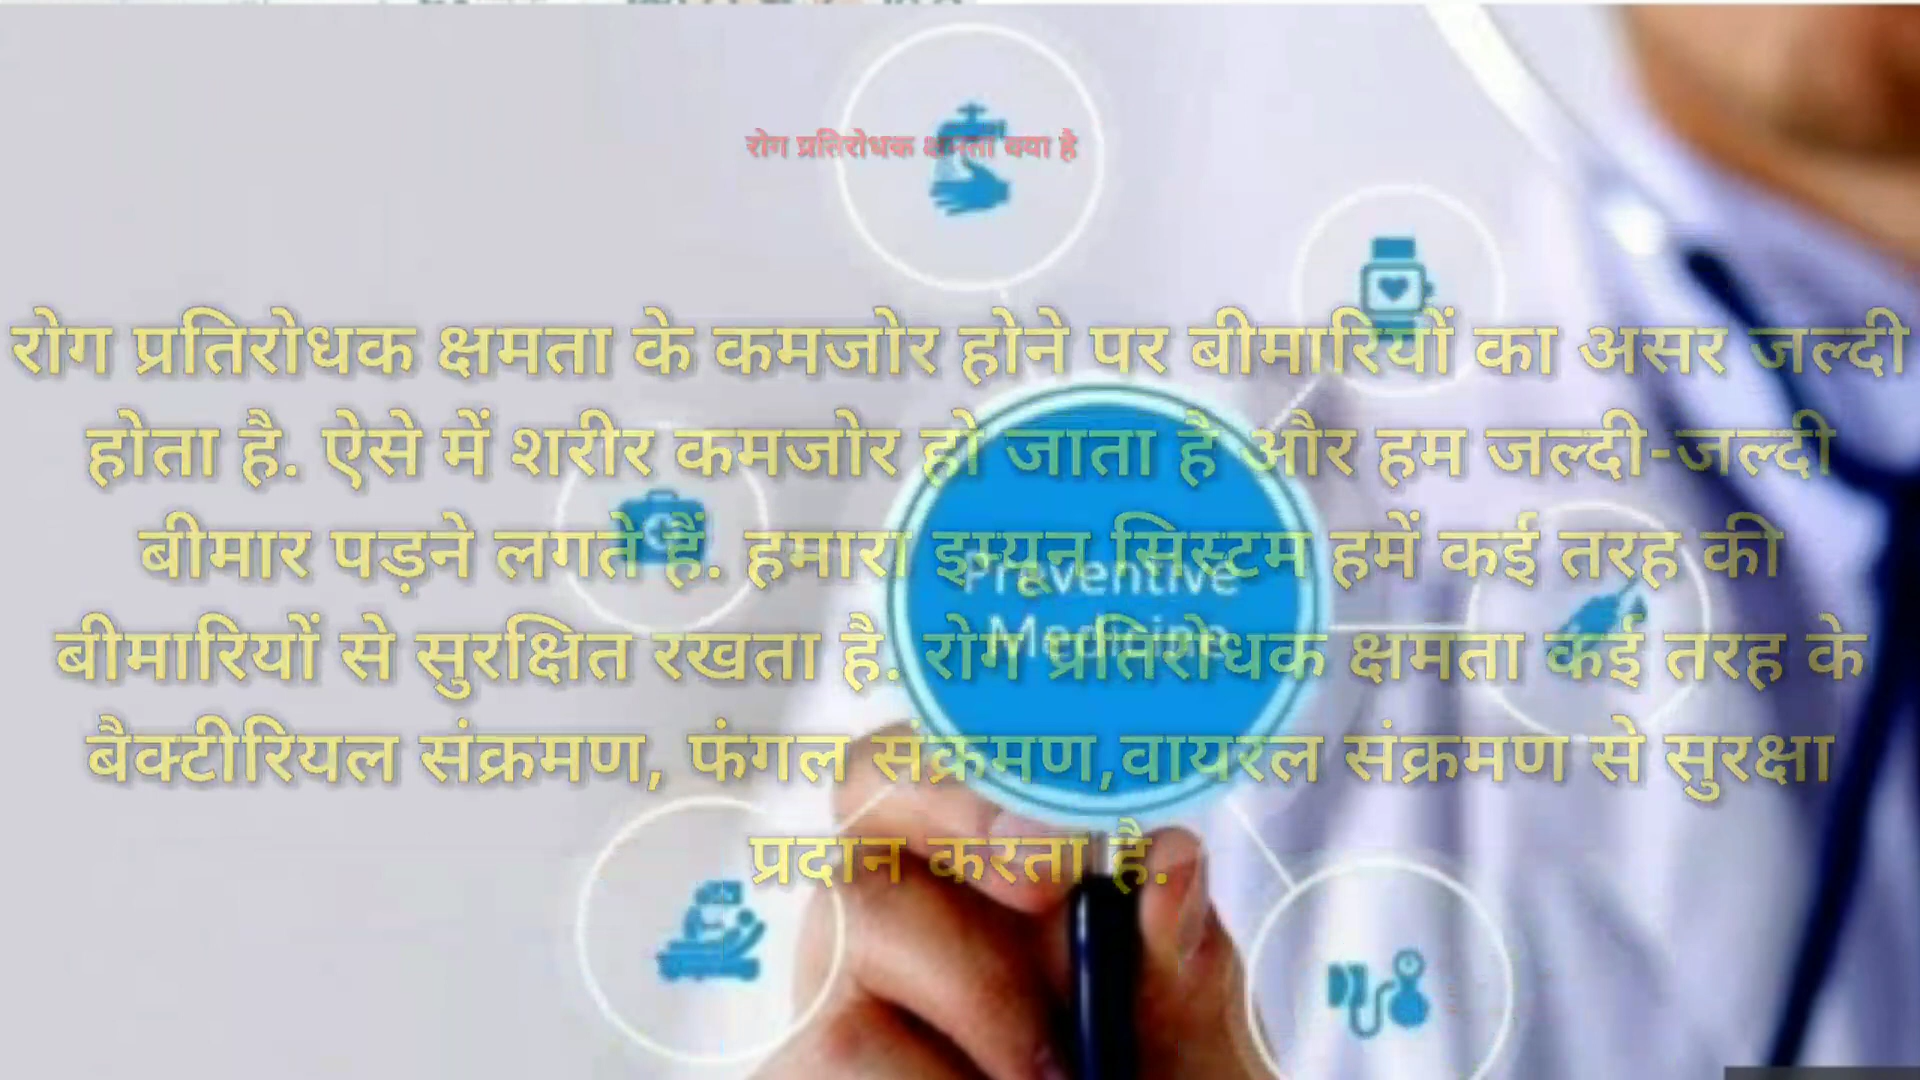 रोग प्रतिरोधक क्षमता क्या है
रोग प्रतिरोधक क्षमता के कमजोर होने पर बीमारियों का असर जल्दी
होता है. ऐसे में शरीर कमजोर हो जाता है और हम जल्दी-जल्दी
बीमार पड़ने लगते हैं. हमारा इम्यून सिस्टम हमें कई तरह की
बीमारियों से सुरक्षित रखता है. रोग प्रतिरोधक क्षमता कई तरह के
बैक्टीरियल संक्रमण, फंगल संक्रमण,वायरल संक्रमण से सुरक्षा
प्रदान करता है.
Preventive
Medicine